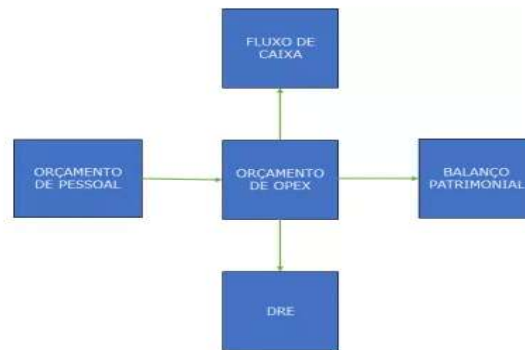 FLUXO DE
CAIXA
ORÇAMENTO
DE PESSOAL
ORÇAMENTO
DE OPEX
BALANÇO
PATRIMONIAL
DRE